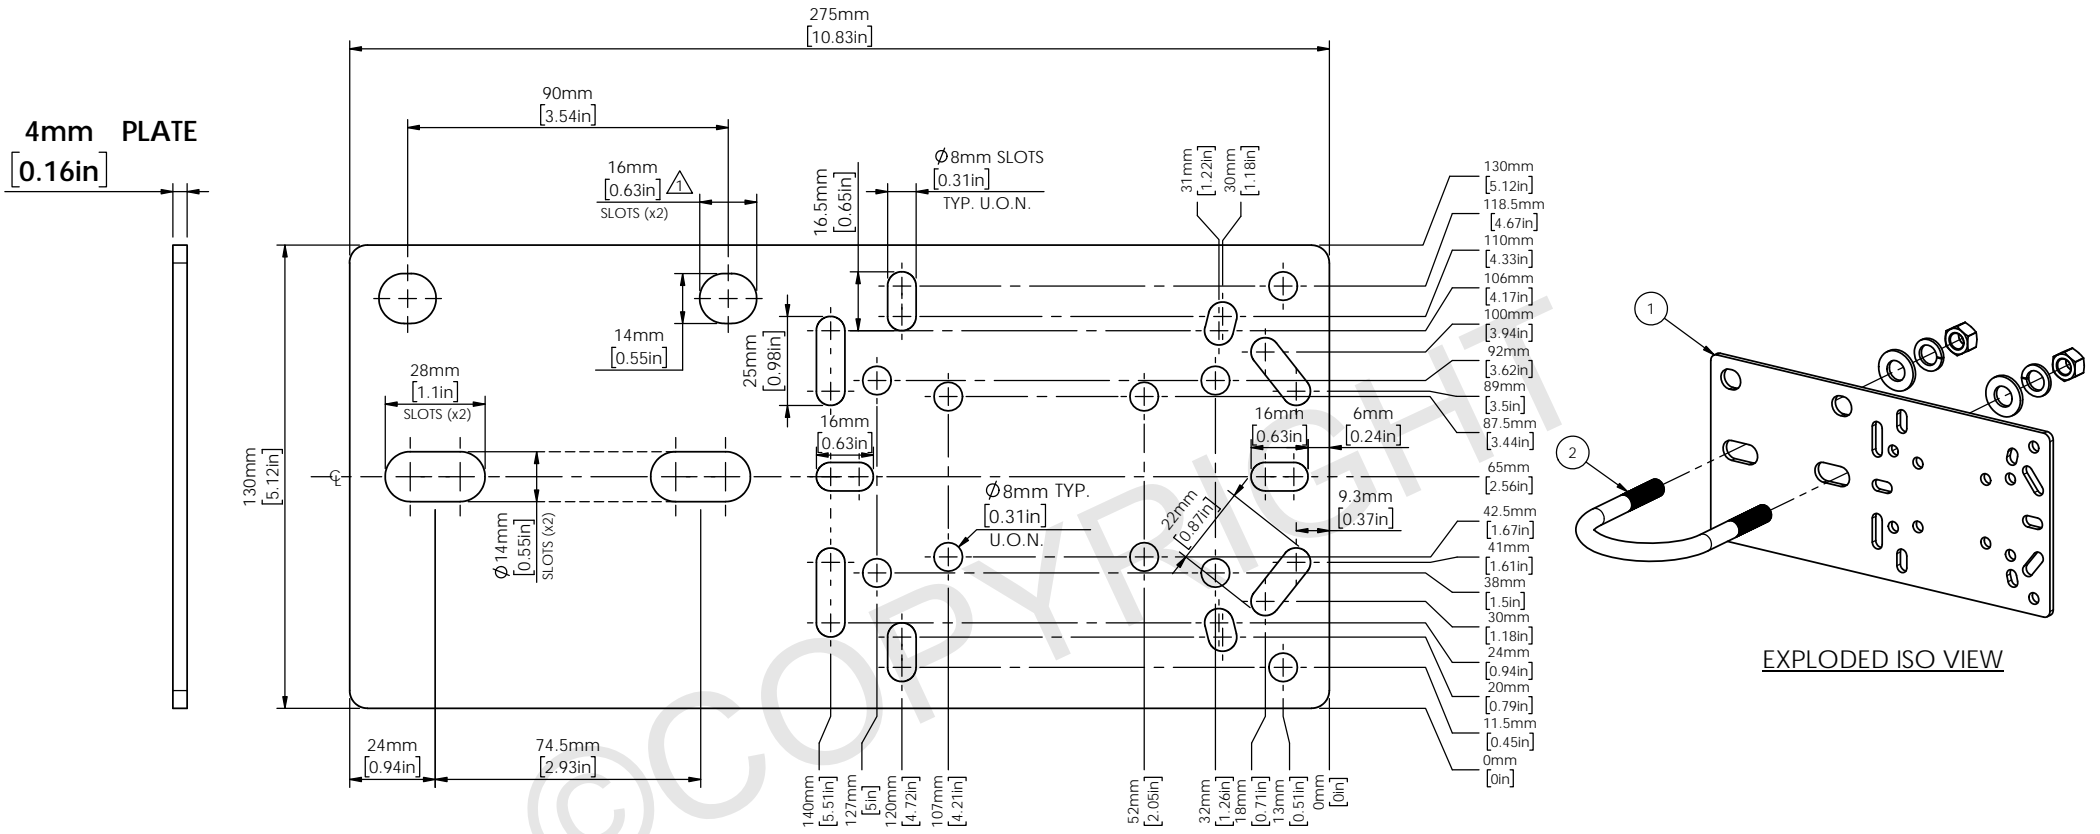 275mm
[10.83in]
4mm PLATE
[0.16in]
90mm
[3.54in]
16mm
[0.63in] 1
SLOTS (x2)
16.5mm
[0.65in]
Ø8mm SLOTS
[0.31in]
TYP. U.O.N.
31mm
[1.22in]
30mm
[1.18in]
14mm
[0.55in]
25mm
[0.98in]
28mm
[1.1in]
SLOTS (x2)
16mm
[0.63in]
16mm
[0.63in]
6mm
[0.24in]
130mm
[5.12in]
CL
Ø14mm
[0.55in]
SLOTS (x2)
Ø8mm TYP.
[0.31in]
U.O.N.
22mm
[0.87in]
9.3mm
[0.37in]
24mm
[0.94in]
74.5mm
[2.93in]
140mm
[5.51in]
127mm
[5in]
120mm
[4.72in]
107mm
[4.21in]
52mm
[2.05in]
32mm
[1.26in]
18mm
[0.71in]
13mm
[0.51in]
0mm
[0in]
130mm
[5.12in]
118.5mm
[4.67in]
110mm
[4.33in]
106mm
[4.17in]
100mm
[3.94in]
92mm
[3.62in]
89mm
[3.5in]
87.5mm
[3.44in]
65mm
[2.56in]
42.5mm
[1.67in]
41mm
[1.61in]
38mm
[1.5in]
30mm
[1.18in]
24mm
[0.94in]
20mm
[0.79in]
11.5mm
[0.45in]
0mm
[0in]
1
2
EXPLODED ISO VIEW
©COPYRIGHT